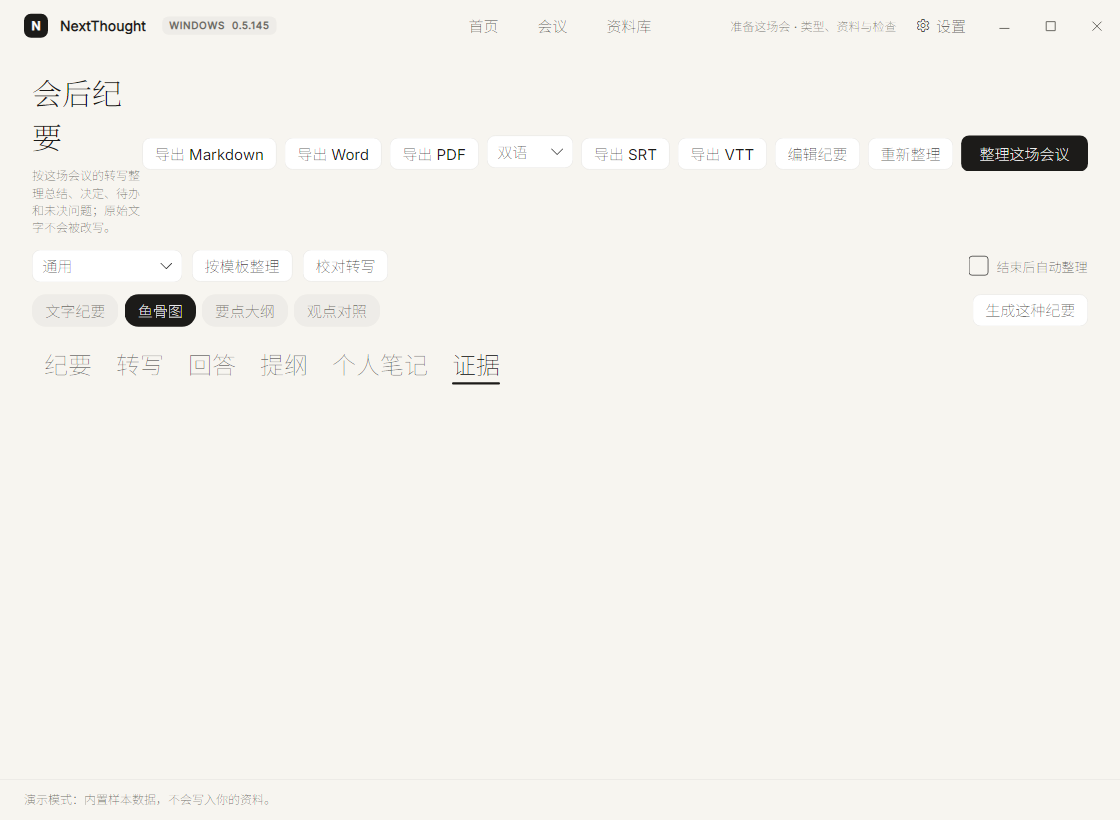 N NextThought WINDOWS 0.5.145 首页 会议 资料库 准备这场会·类型、资料与检查 设置
会后纪
要
导出 Markdown 导出 Word 导出 PDF 双语 导出 SRT 导出 VTT 编辑纪要 重新整理 整理这场会议
按这场会议的转写整
理总结、决定、待办
和未决问题；原始文
字不会被改写。
通用 按模板整理 校对转写 结束后自动整理
文字纪要 鱼骨图 要点大纲 观点对照 生成这种纪要
纪要 转写 回答 提纲 个人笔记 证据
演示模式：内置样本数据，不会写入你的资料。